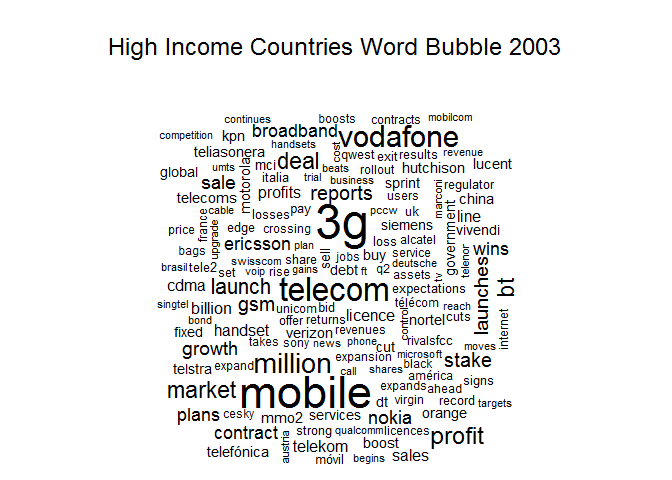 High Income Countries Word Bubble 2003
continues boosts contracts mobilcom
competition kpn broadband vodafone
handsets cost
teliasonera motorola mci deal qwest exit results revenue
umts beats rollout hutchison lucent
global italia trial business sprint regulator
sale profits reports users marconi china
telecoms
cable losses pay 3g pccw uk line
price france upgrade edge crossing siemens government vivendi
bags ericsson plan sell loss alcatel telenor wins
swisscom share jobs buy service
brasil tele2 set voip rise gains debt ft q2 deutsche assets tv launches bt
cdma launch telecom expectations
singtel billion gsm unicom bid licence télécom reach
bond offer returns control nortel cuts internet
fixed handset verizon revenues rivals fcc
growth takes sony news phone cut moves
telstra expand million expansion microsoft black stake
call shares américa signs
market mobile expands ahead
dt virgin record targets
plans cesky mmo2 services nokia orange
contract strong qualcomm licences profit
telefónica austria telekom boost
móvil begins sales